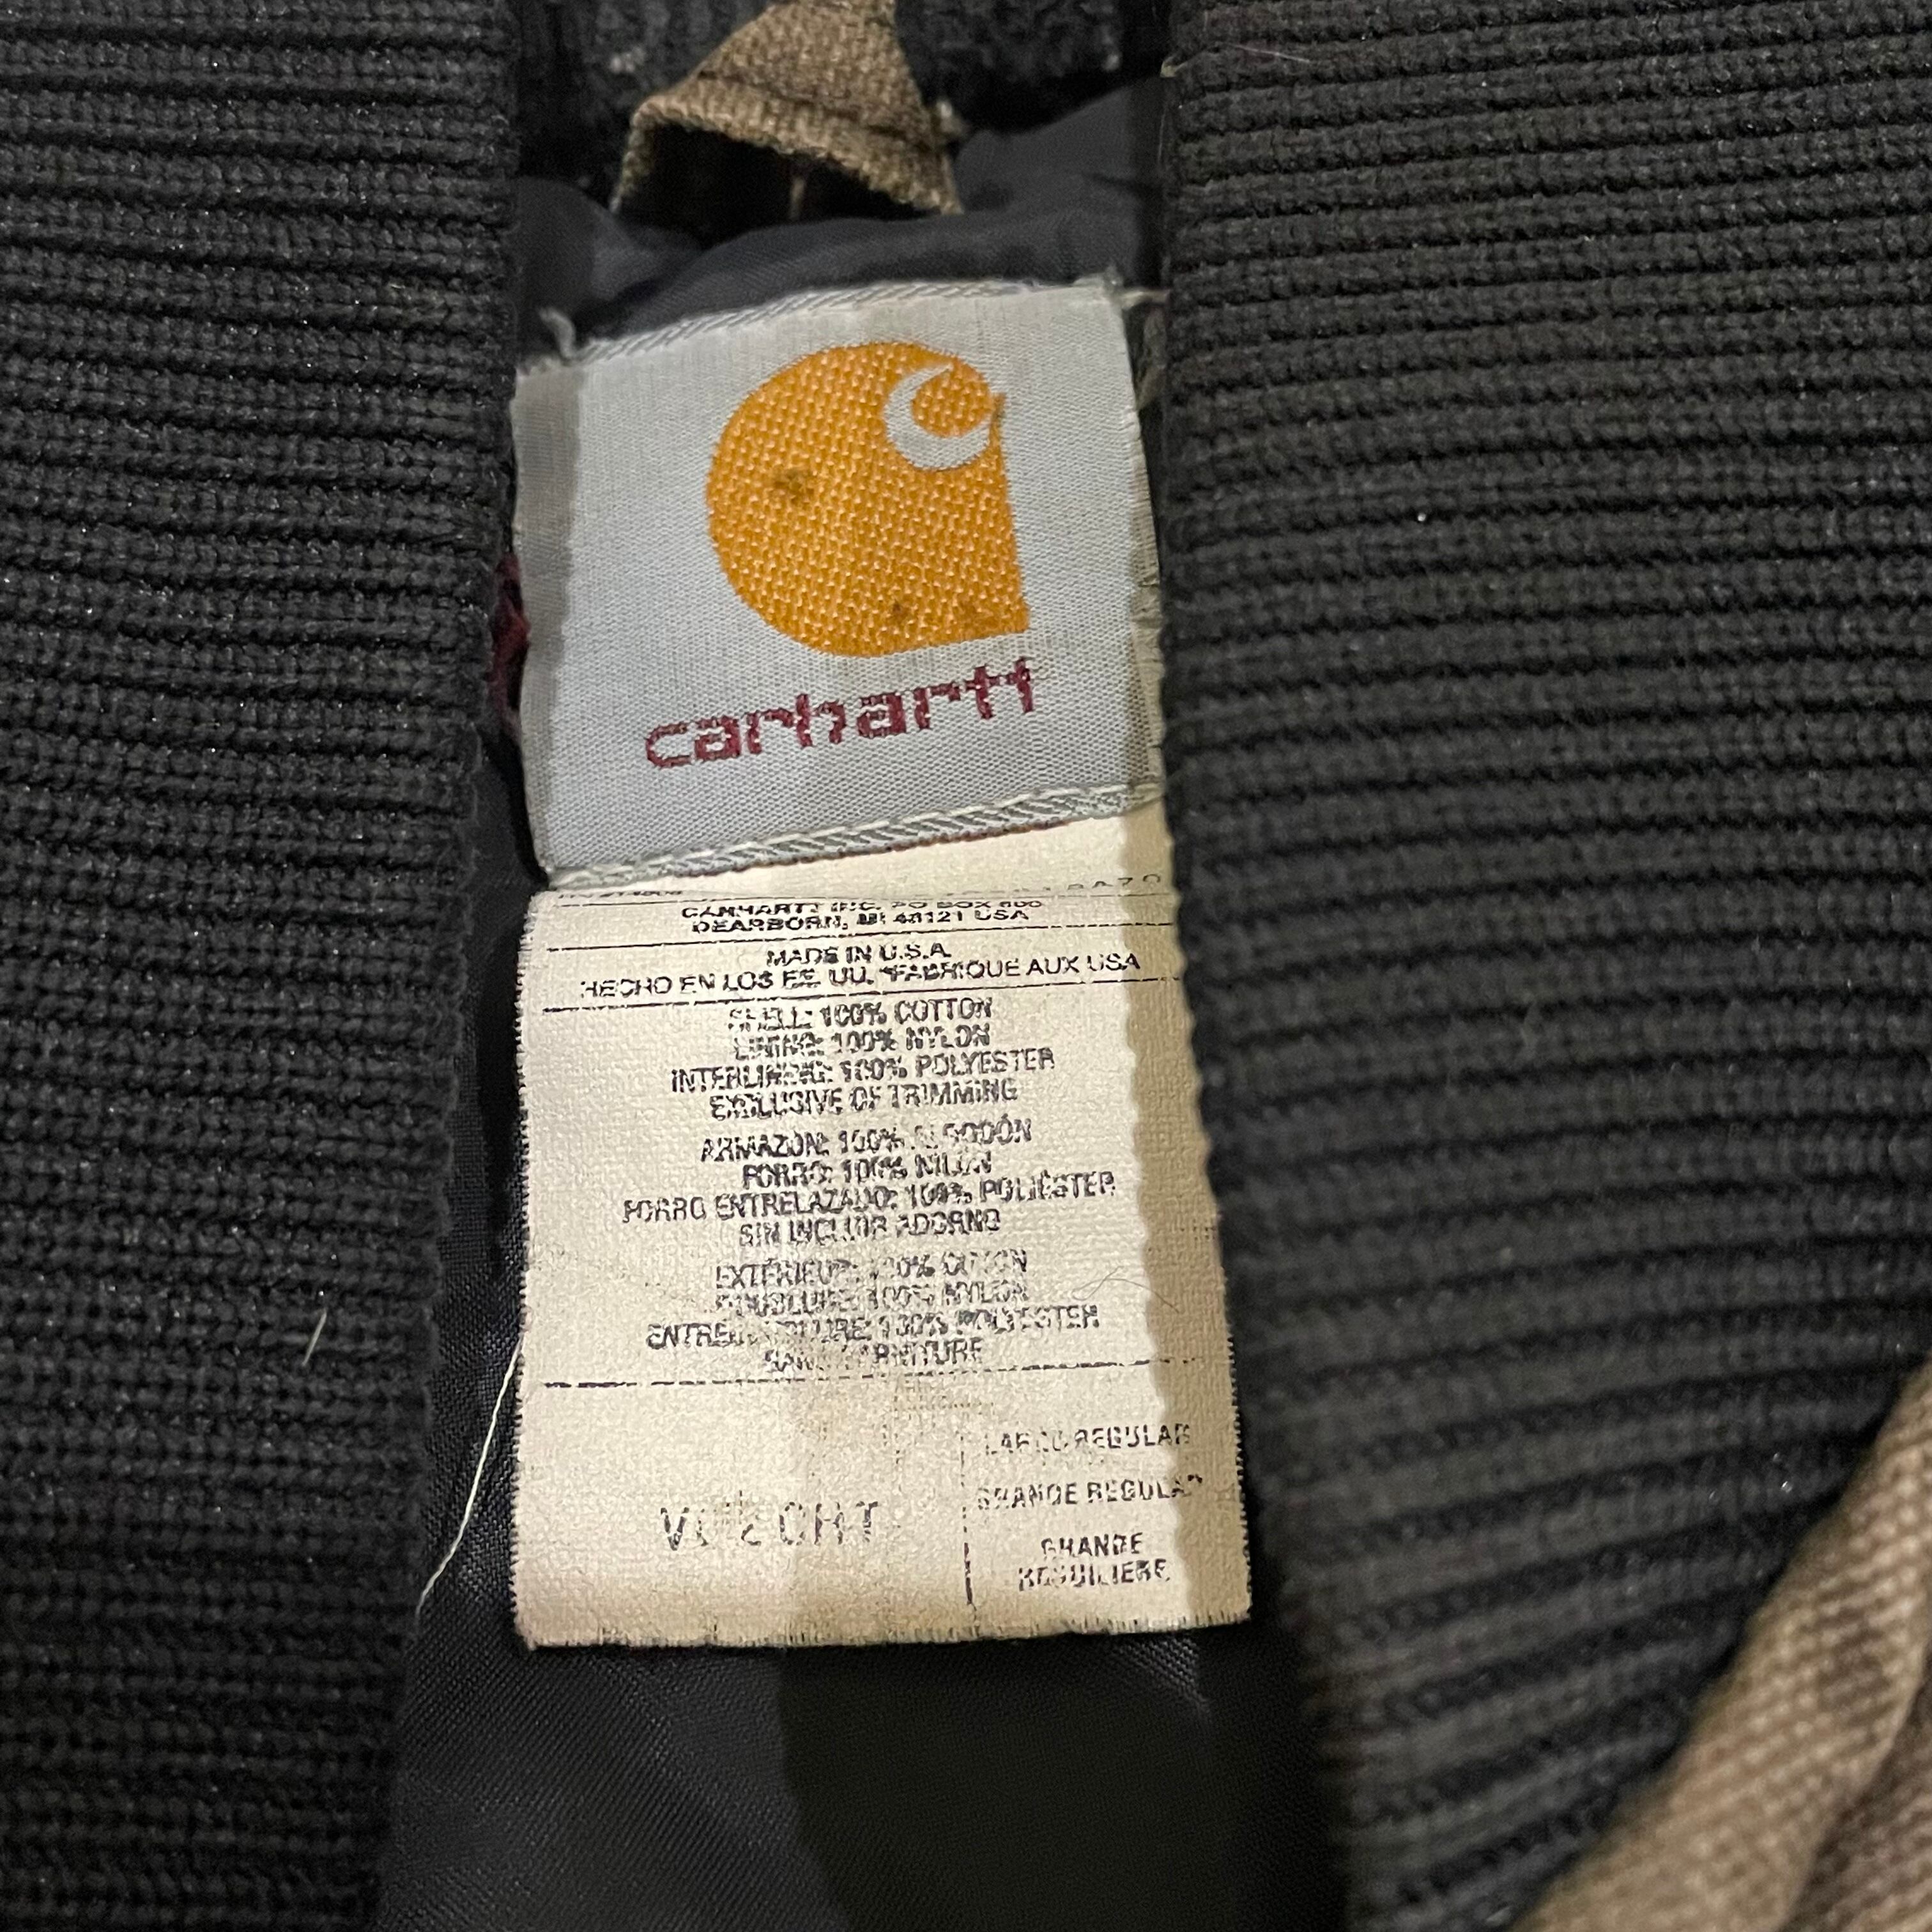 carhartt
CARHARTT INC. PO BOX 600
DEARBORN, MI 48121 USA
MADE IN U.S.A.
HECHO EN LOS EE. UU. *FABRIQUE AUX USA
SHELL: 100% COTTON
LINING: 100% NYLON
INTERLINING: 100% POLYESTER
EXCLUSIVE OF TRIMMING
ARMAZON: 100% ALGODÓN
FORRO: 100% NILON
FORRO ENTRELAZADO: 100% POLIÉSTER
SIN INCLUIR ADORNO
EXTÉRIEUR: 100% COTON
DOUBLURE: 100% NYLON
ENTREDOUBLURE: 100% POLYESTER
SANS GARNITURE
LARGE REGULAR
GRANDE REGULAR
GRANDE
REGULIERE